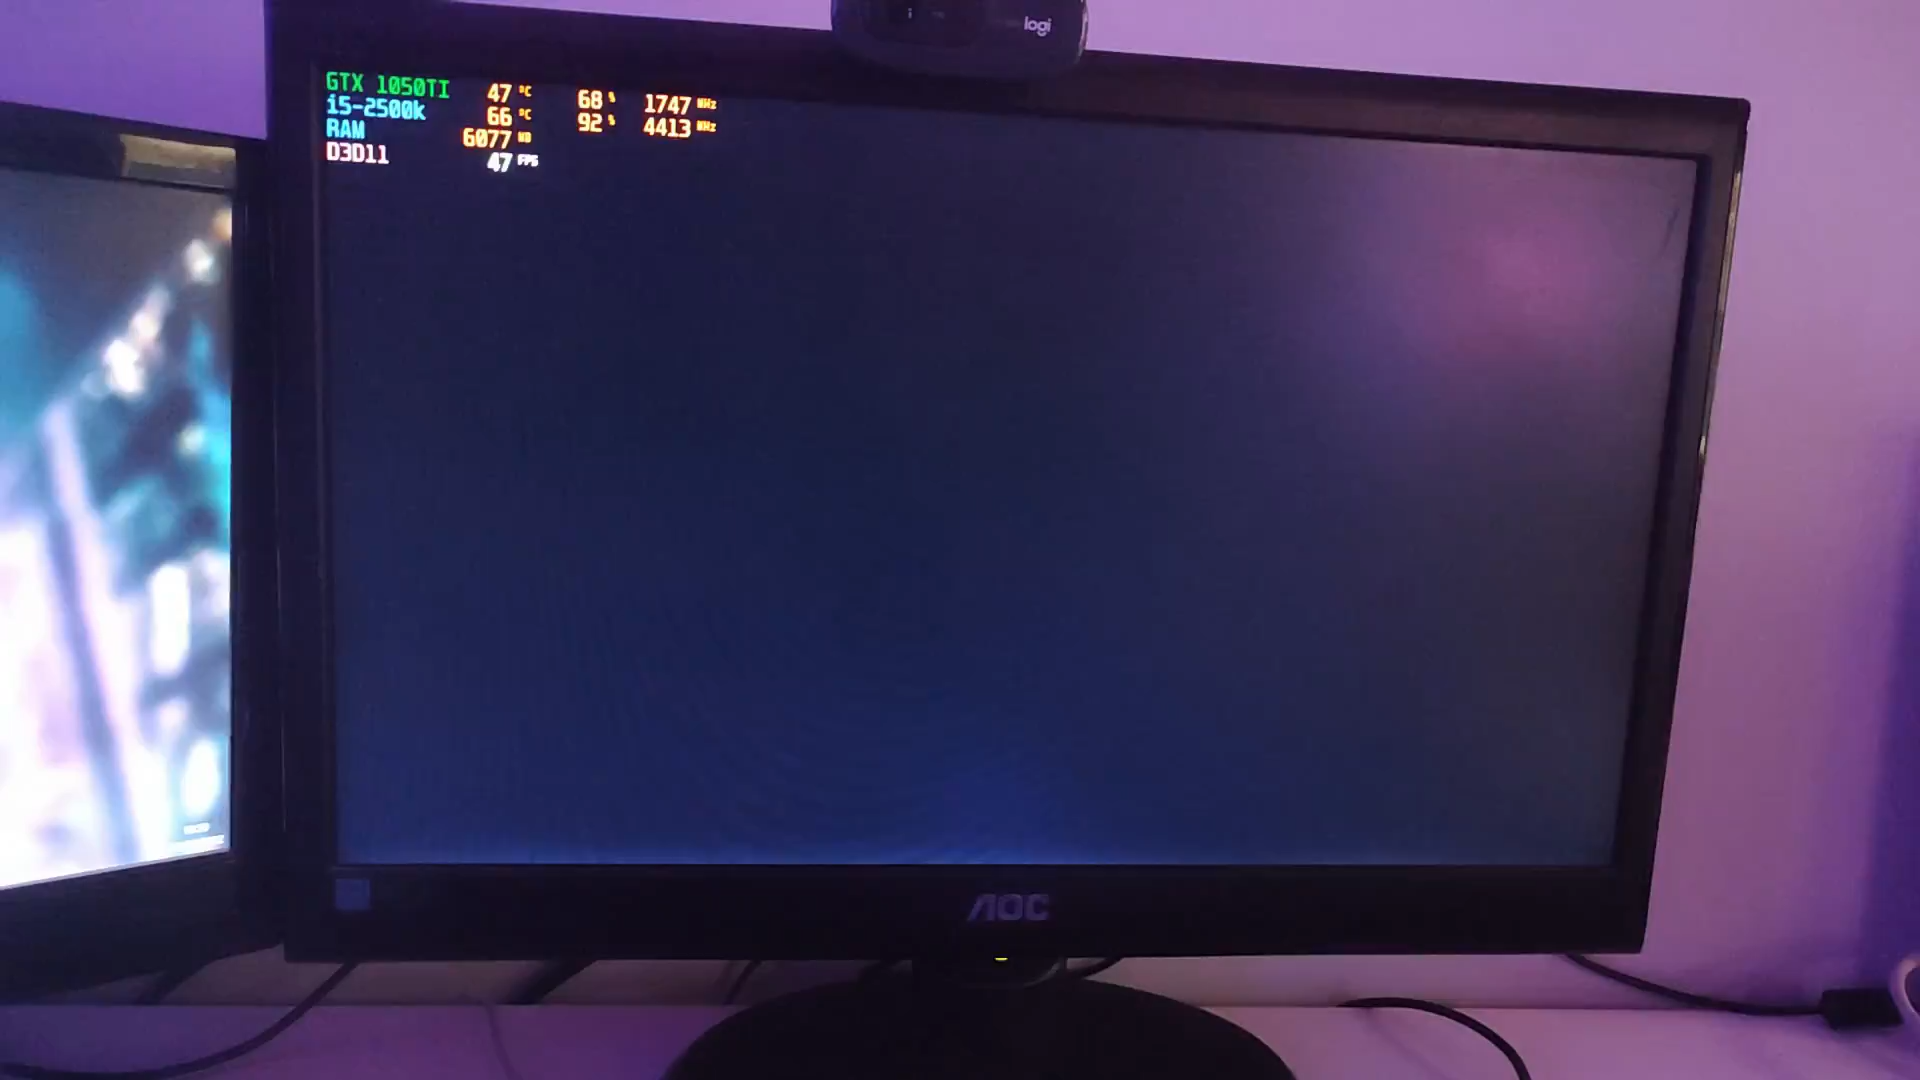 logi
GTX 1050TI 47 °C 68 % 1747 MHz
i5-2500k 66 °C 92 % 4413 MHz
RAM 6077 MB
D3D11 47 FPS
AOC